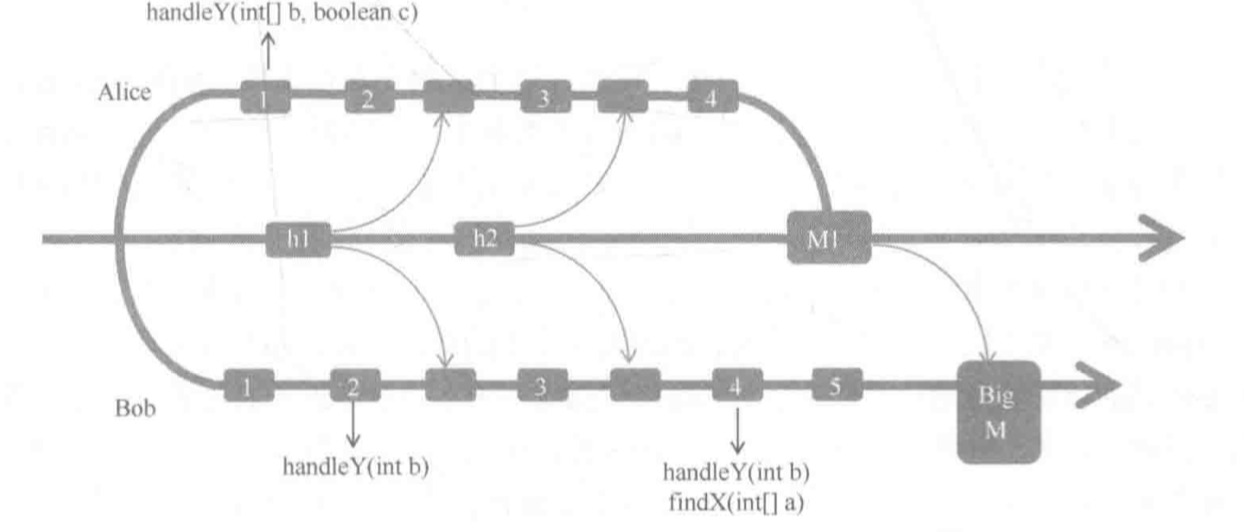 handleY(int[] b, boolean c)
Alice
1
2
3
4
h1
h2
M1
1
2
3
4
5
Big
M
Bob
handleY(int b)
handleY(int b)
findX(int[] a)